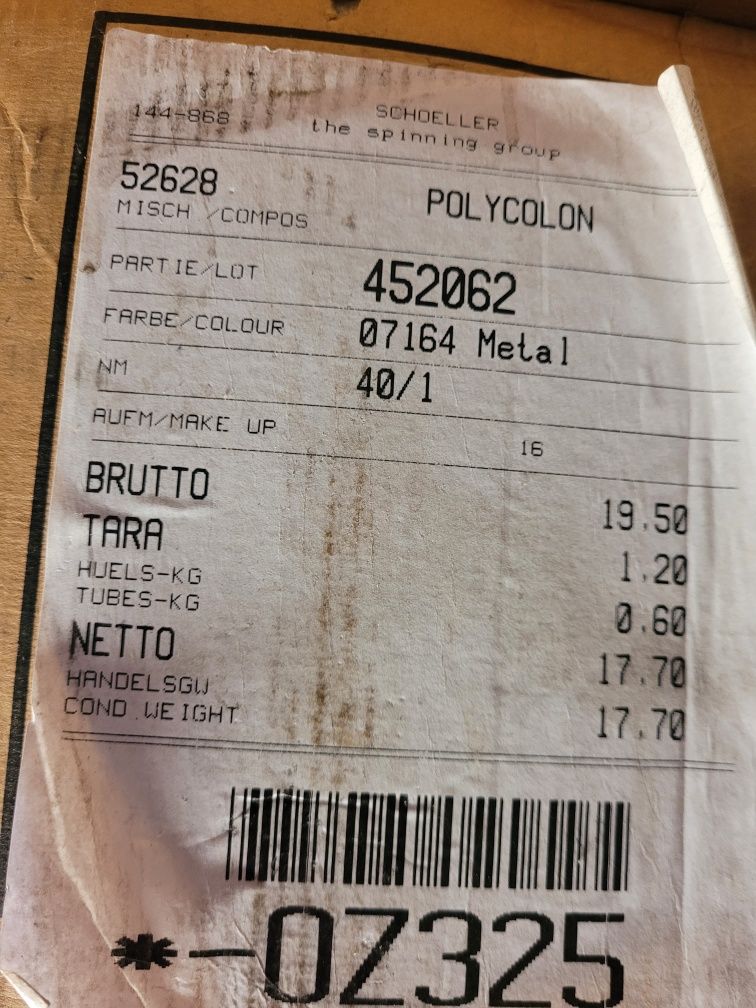 144-868
SCHOELLER
the spinning group
52628
POLYCOLON
MISCH /COMPOS
PARTIE/LOT 452062
FARBE/COLOUR 07164 Metal
NM 40/1
AUFM/MAKE UP 16
BRUTTO 19.50
TARA 1.20
HUELS-KG
TUBES-KG 0.60
NETTO 17.70
HANDELSGW
COND.WEIGHT 17.70
*-0Z325